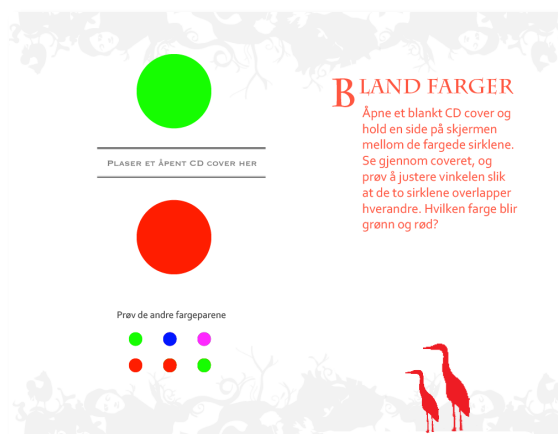 BLAND FARGER
Åpne et blankt CD cover og
hold en side på skjermen
mellom de fargede sirklene.
Se gjennom coveret, og
prøv å justere vinkelen slik
at de to sirklene overlapper
hverandre. Hvilken farge blir
grønn og rød?
PLASER ET ÅPENT CD COVER HER
Prøv de andre fargeparene